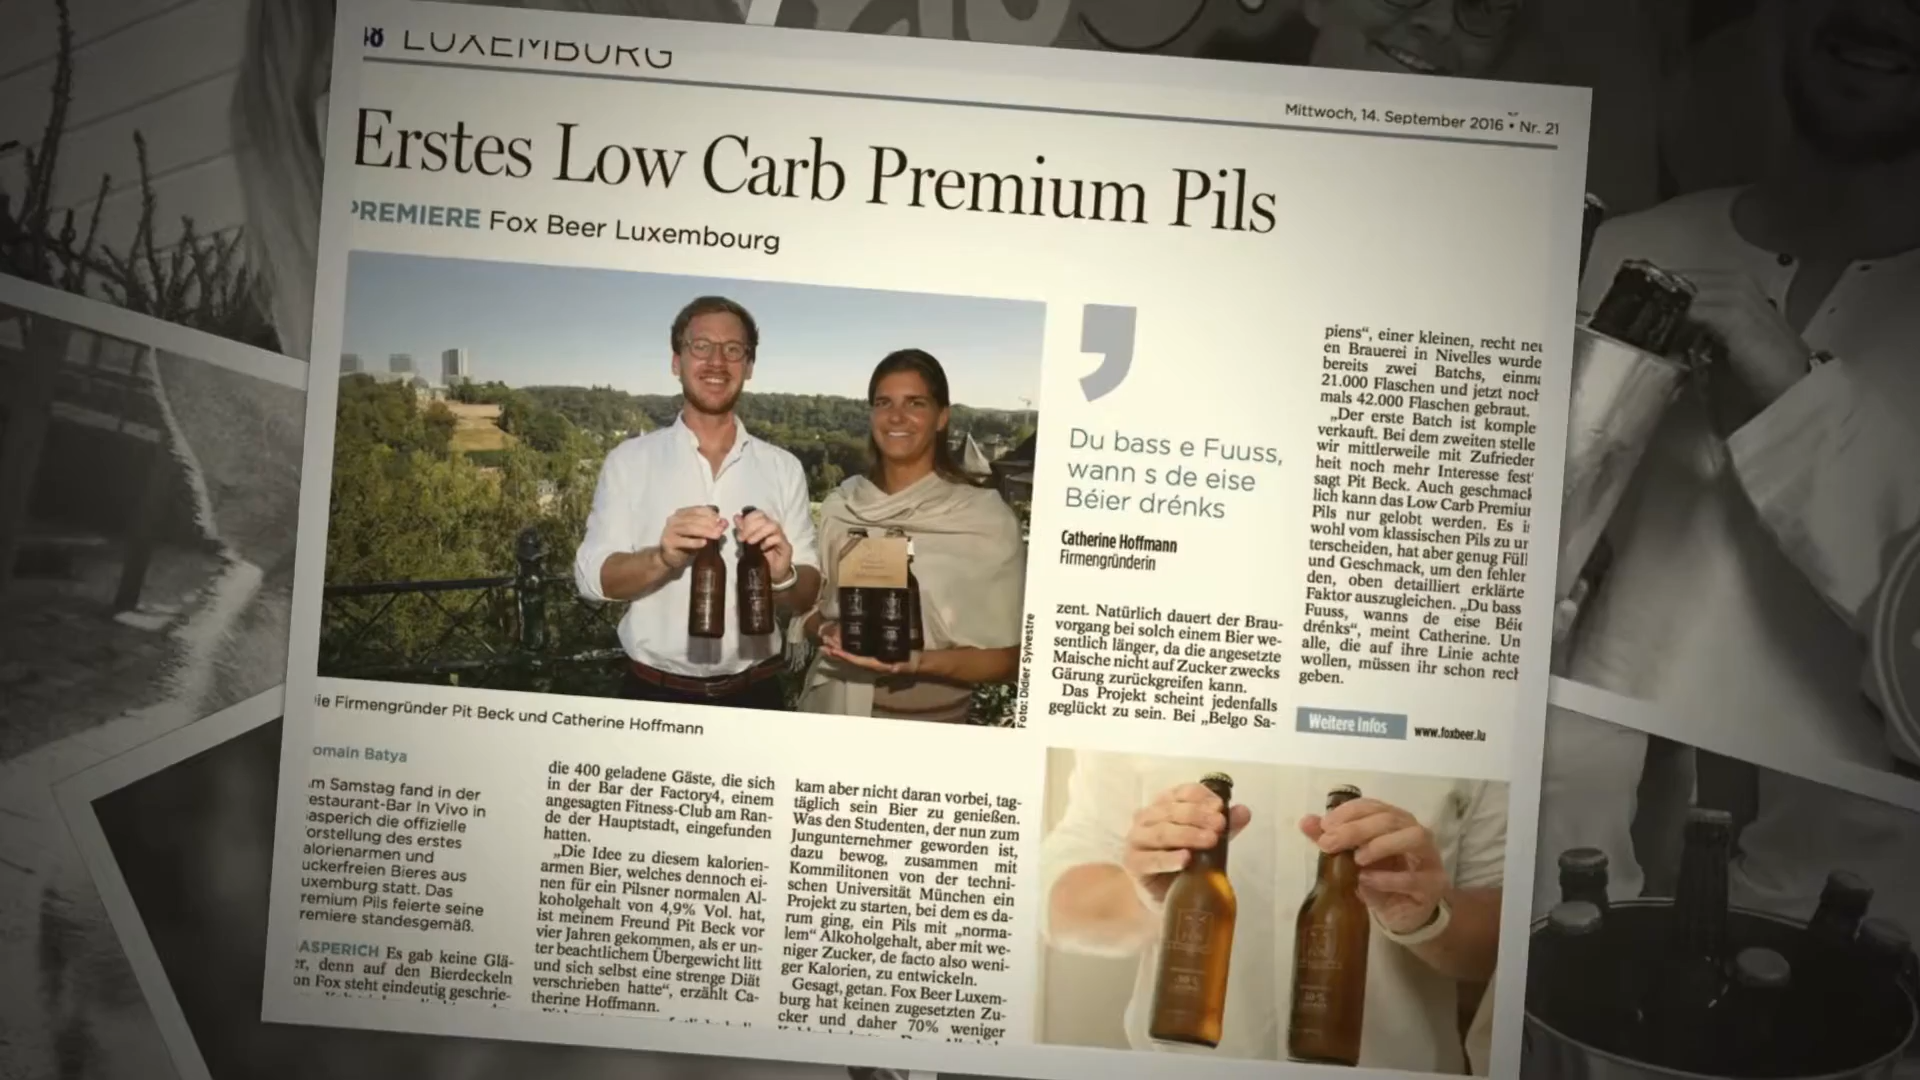 LUXEMBURG
Mittwoch, 14. September 2016 • Nr. 21
Erstes Low Carb Premium Pils
PREMIERE Fox Beer Luxembourg
Foto: Didier Sylvestre
ie Firmengründer Pit Beck und Catherine Hoffmann
omain Batya
m Samstag fand in der
estaurant-Bar In Vivo in
asperich die offizielle
orstellung des ersten
alorienarmen und
uckerfreien Bieres aus
uxemburg statt. Das
remium Pils feierte seine
remiere standesgemäß.
ASPERICH Es gab keine Glä-
er, denn auf den Bierdeckeln
on Fox steht eindeutig geschrie-
die 400 geladene Gäste, die sich
in der Bar der Factory4, einem
angesagten Fitness-Club am Ran-
de der Hauptstadt, eingefunden
hatten.
„Die Idee zu diesem kalorien-
armen Bier, welches dennoch ei-
nen für ein Pilsner normalen Al-
koholgehalt von 4,9% Vol. hat,
ist meinem Freund Pit Beck vor
vier Jahren gekommen, als er un-
ter beachtlichem Übergewicht litt
und sich selbst eine strenge Diät
verschrieben hatte“, erzählt Ca-
therine Hoffmann.
kam aber nicht daran vorbei, tag-
täglich sein Bier zu genießen.
Was den Studenten, der nun zum
Jungunternehmer geworden ist,
dazu bewog, zusammen mit
Kommilitonen von der techni-
schen Universität München ein
Projekt zu starten, bei dem es da-
rum ging, ein Pils mit „norma-
lem“ Alkoholgehalt, aber mit we-
niger Zucker, de facto also weni-
ger Kalorien, zu entwickeln.
Gesagt, getan. Fox Beer Luxem-
burg hat keinen zugesetzten Zu-
cker und daher 70% weniger
Du bass e Fuuss,
wann s de eise
Béier drénks
Catherine Hoffmann
Firmengründerin
zent. Natürlich dauert der Brau-
vorgang bei solch einem Bier we-
sentlich länger, da die angesetzte
Maische nicht auf Zucker zwecks
Gärung zurückgreifen kann.
Das Projekt scheint jedenfalls
geglückt zu sein. Bei „Belgo Sa-
piens“, einer kleinen, recht neu
en Brauerei in Nivelles wurde
bereits zwei Batchs, einma
21.000 Flaschen und jetzt noch
mals 42.000 Flaschen gebraut.
„Der erste Batch ist komple
verkauft. Bei dem zweiten stelle
wir mittlerweile mit Zufrieden
heit noch mehr Interesse fest“
sagt Pit Beck. Auch geschmack
lich kann das Low Carb Premium
Pils nur gelobt werden. Es i
wohl vom klassischen Pils zu un
terscheiden, hat aber genug Füll
und Geschmack, um den fehlen
den, oben detailliert erklärte
Faktor auszugleichen. „Du bass
Fuuss, wanns de eise Béie
drénks“, meint Catherine. Un
alle, die auf ihre Linie achte
wollen, müssen ihr schon rech
geben.
Weitere Infos www.foxbeer.lu